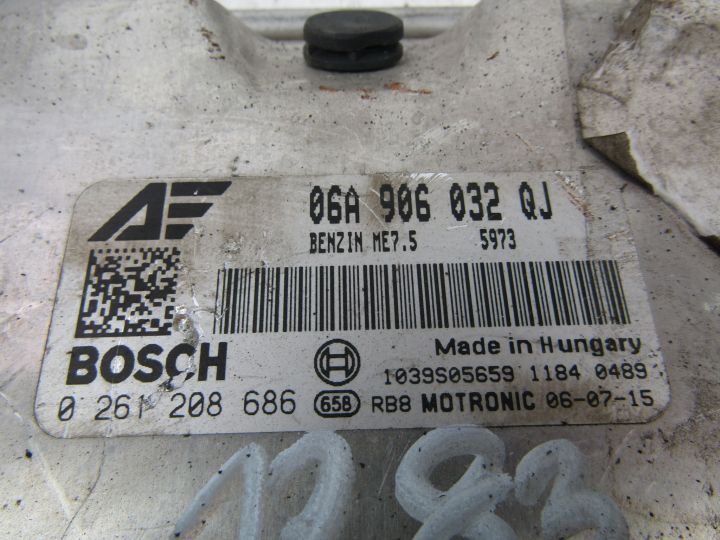 AE 06A 906 032 QJ
BENZIN ME7.5 5973
BOSCH Made in Hungary
1039S05659 1184 0489
0 261 208 686 658 RB8 MOTRONIC 06-07-15